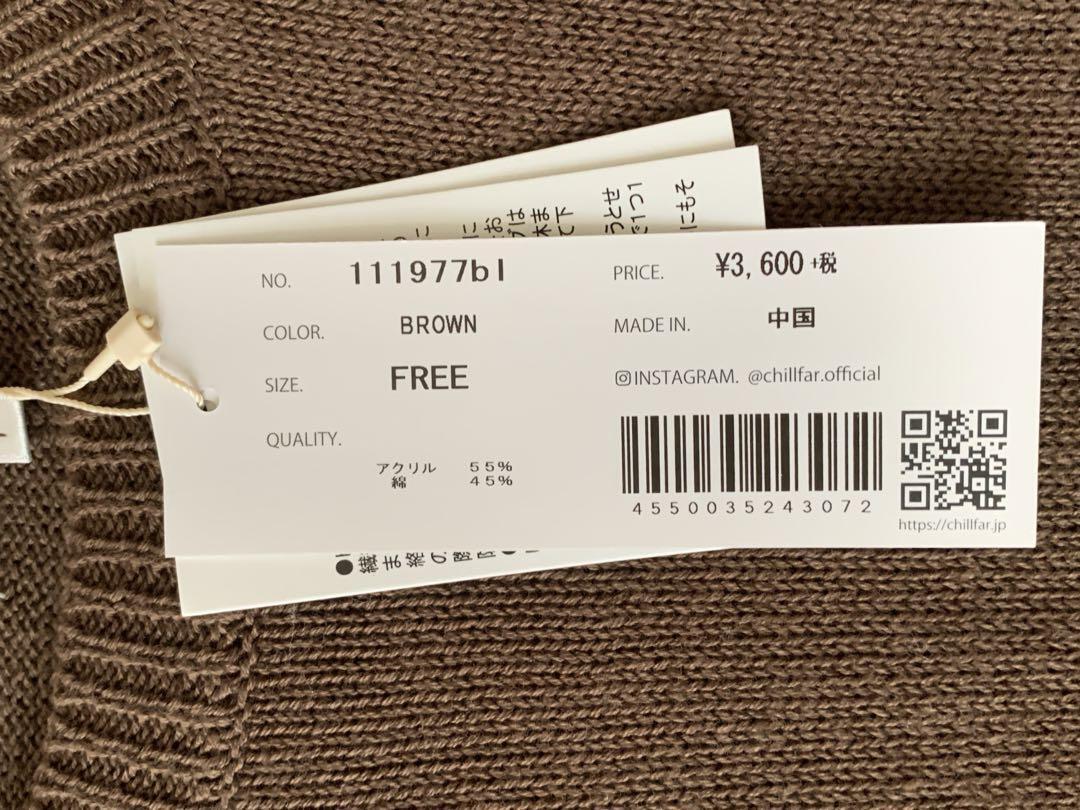 NO. 111977bl
COLOR. BROWN
SIZE. FREE
QUALITY.
アクリル 55%
綿 45%
PRICE. ¥3,600+税
MADE IN. 中国
INSTAGRAM. @chillfar.official
4550035243072
https://chillfar.jp